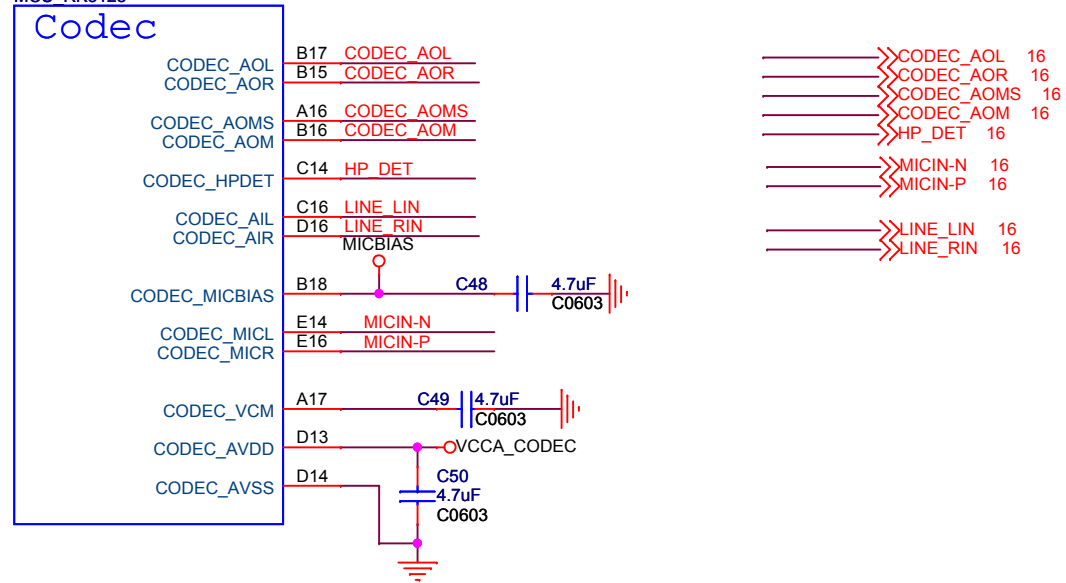 Codec
CODEC_AOL B17 CODEC_AOL
CODEC_AOR B15 CODEC_AOR
CODEC_AOMS A16 CODEC_AOMS
CODEC_AOM B16 CODEC_AOM
CODEC_HPDET C14 HP_DET
CODEC_AIL C16 LINE_LIN
CODEC_AIR D16 LINE_RIN
MICBIAS
CODEC_MICBIAS B18 C48 4.7uF
C0603
CODEC_MICL E14 MICIN-N
CODEC_MICR E16 MICIN-P
CODEC_VCM A17 C49 4.7uF
C0603
CODEC_AVDD D13 VCCA_CODEC
CODEC_AVSS D14 C50
4.7uF
C0603
CODEC_AOL 16
CODEC_AOR 16
CODEC_AOMS 16
CODEC_AOM 16
HP_DET 16
MICIN-N 16
MICIN-P 16
LINE_LIN 16
LINE_RIN 16